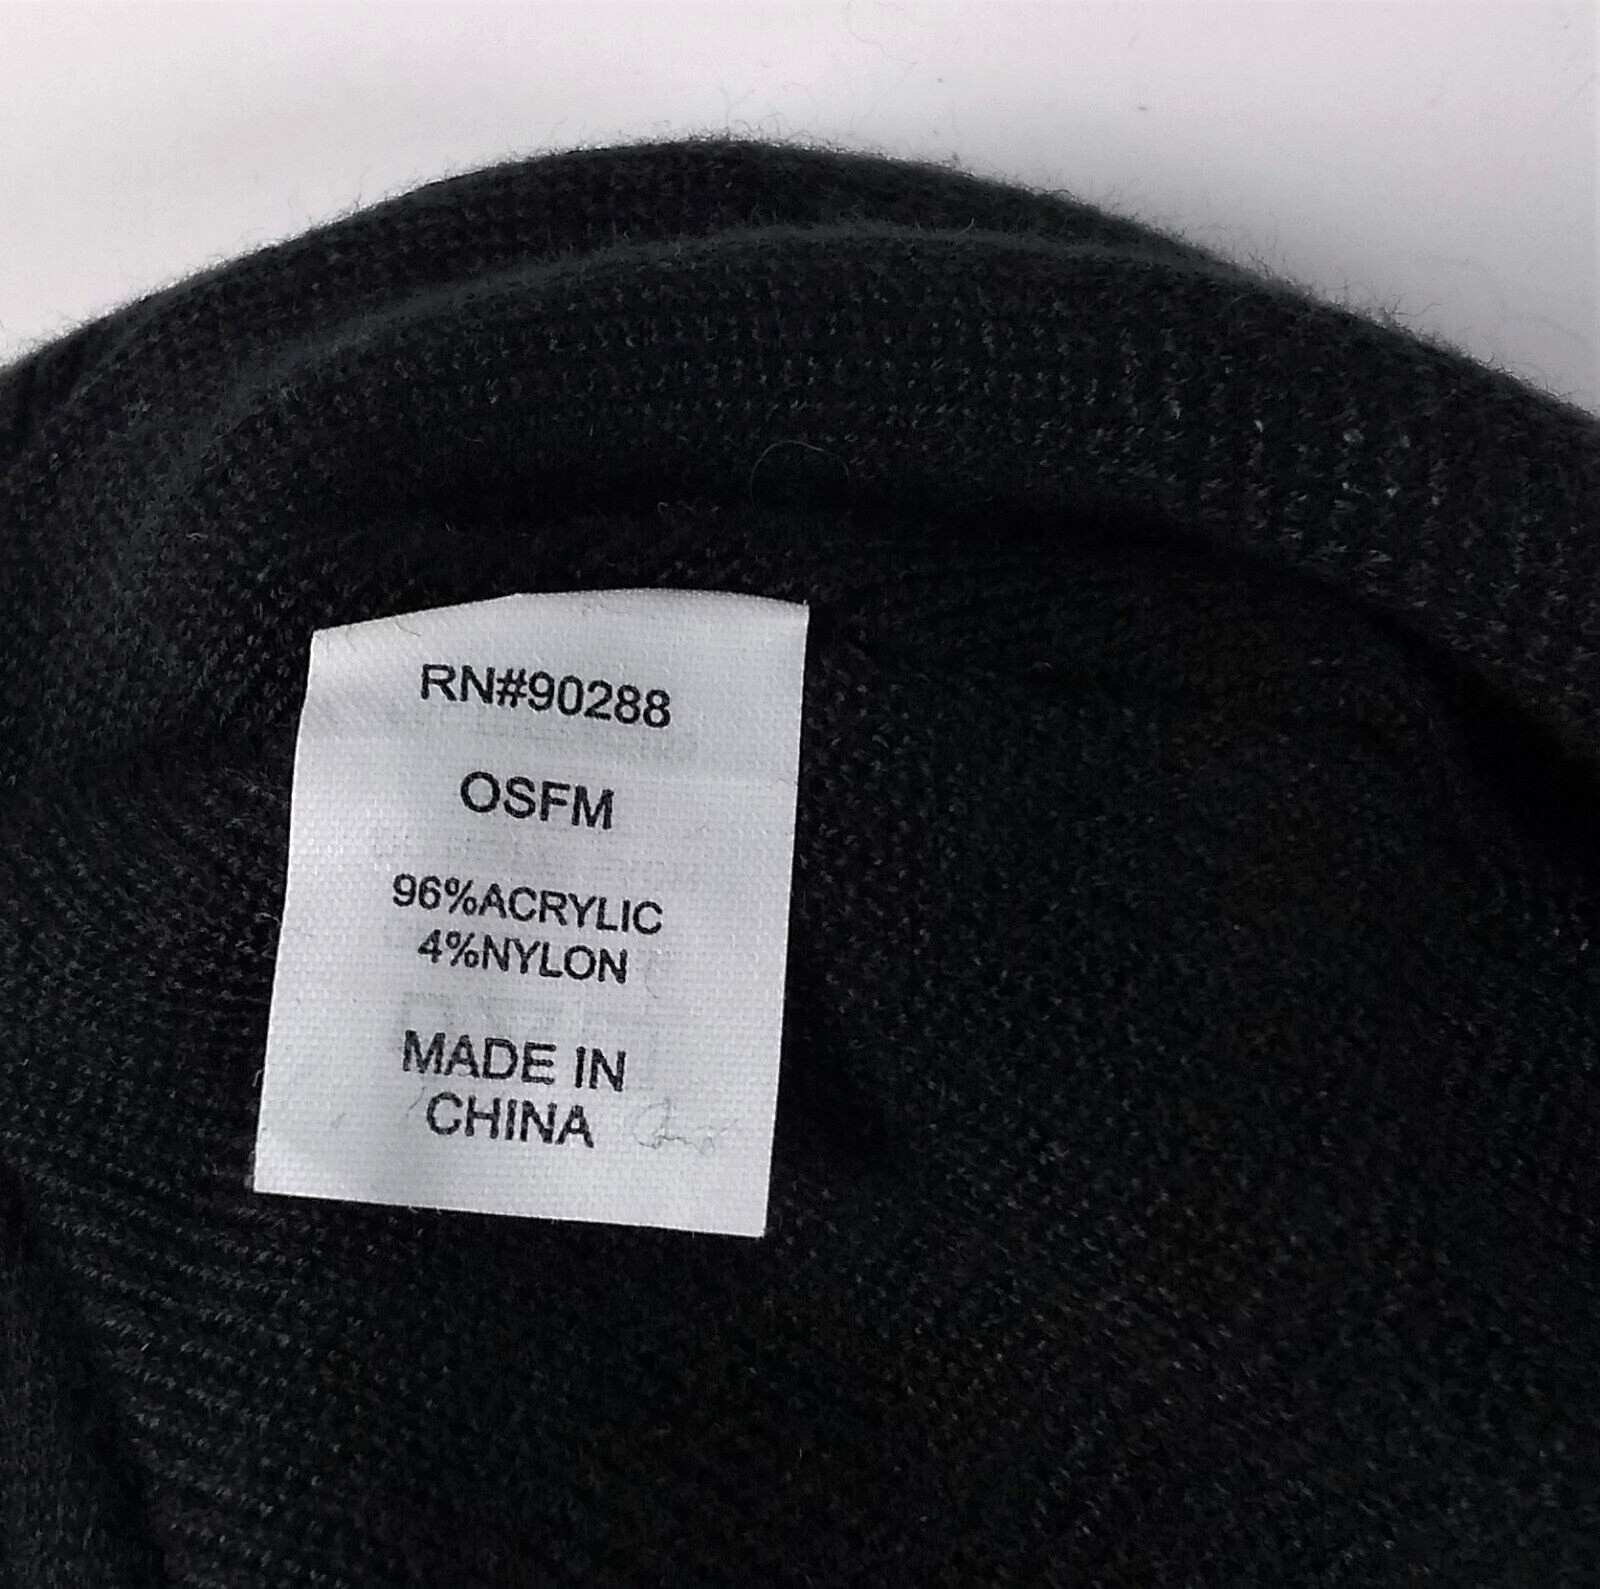 RN#90288
OSFM
96%ACRYLIC
4%NYLON
MADE IN
CHINA